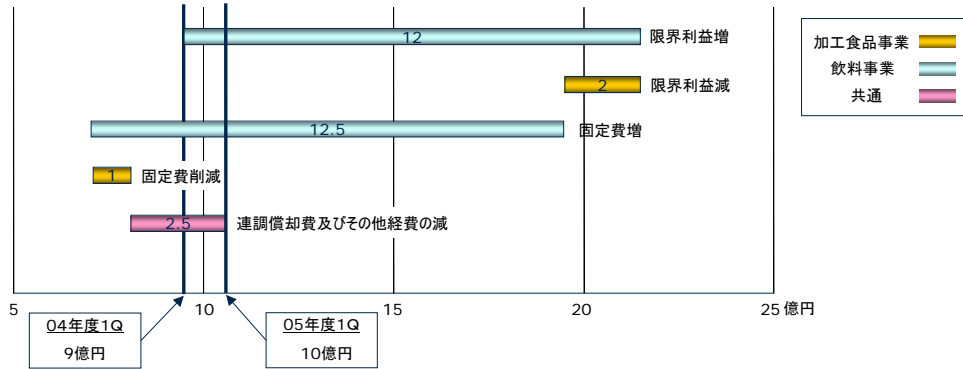 12
限界利益増
2
限界利益減
12.5
固定費増
1
固定費削減
2.5
連調償却費及びその他経費の減
5
10
15
20
25
億円
04年度1Q
9億円
05年度1Q
10億円
加工食品事業
飲料事業
共通